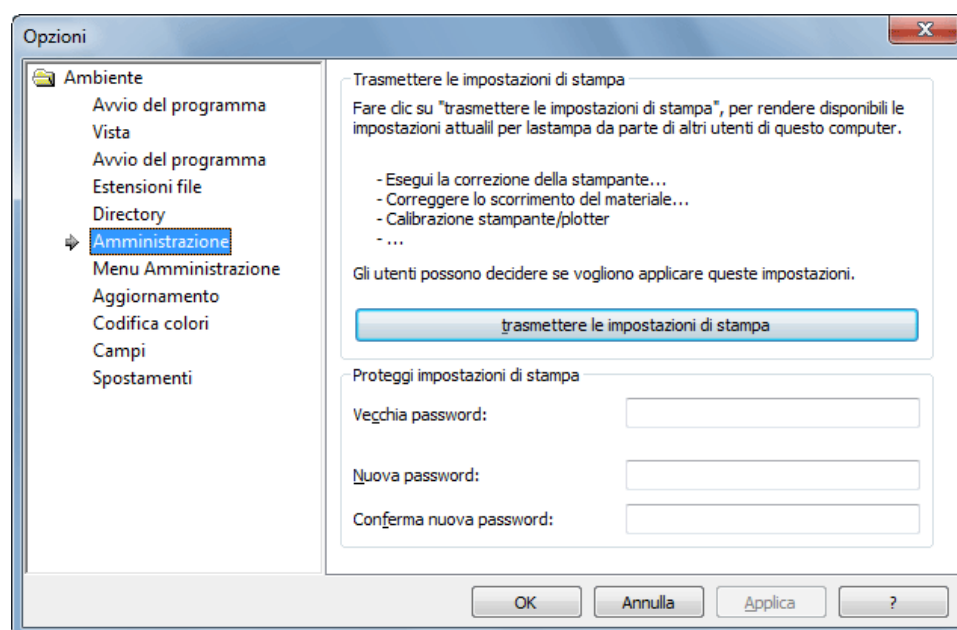 Opzioni
x
Ambiente
Avvio del programma
Vista
Avvio del programma
Estensioni file
Directory
Amministrazione
Menu Amministrazione
Aggiornamento
Codifica colori
Campi
Spostamenti
Trasmettere le impostazioni di stampa
Fare clic su "trasmettere le impostazioni di stampa", per rendere disponibili le
impostazioni attualil per lastampa da parte di altri utenti di questo computer.
- Esegui la correzione della stampante...
- Correggere lo scorrimento del materiale...
- Calibrazione stampante/plotter
- ...
Gli utenti possono decidere se vogliono applicare queste impostazioni.
trasmettere le impostazioni di stampa
Proteggi impostazioni di stampa
Vecchia password:
Nuova password:
Conferma nuova password:
OK Annulla Applica ?